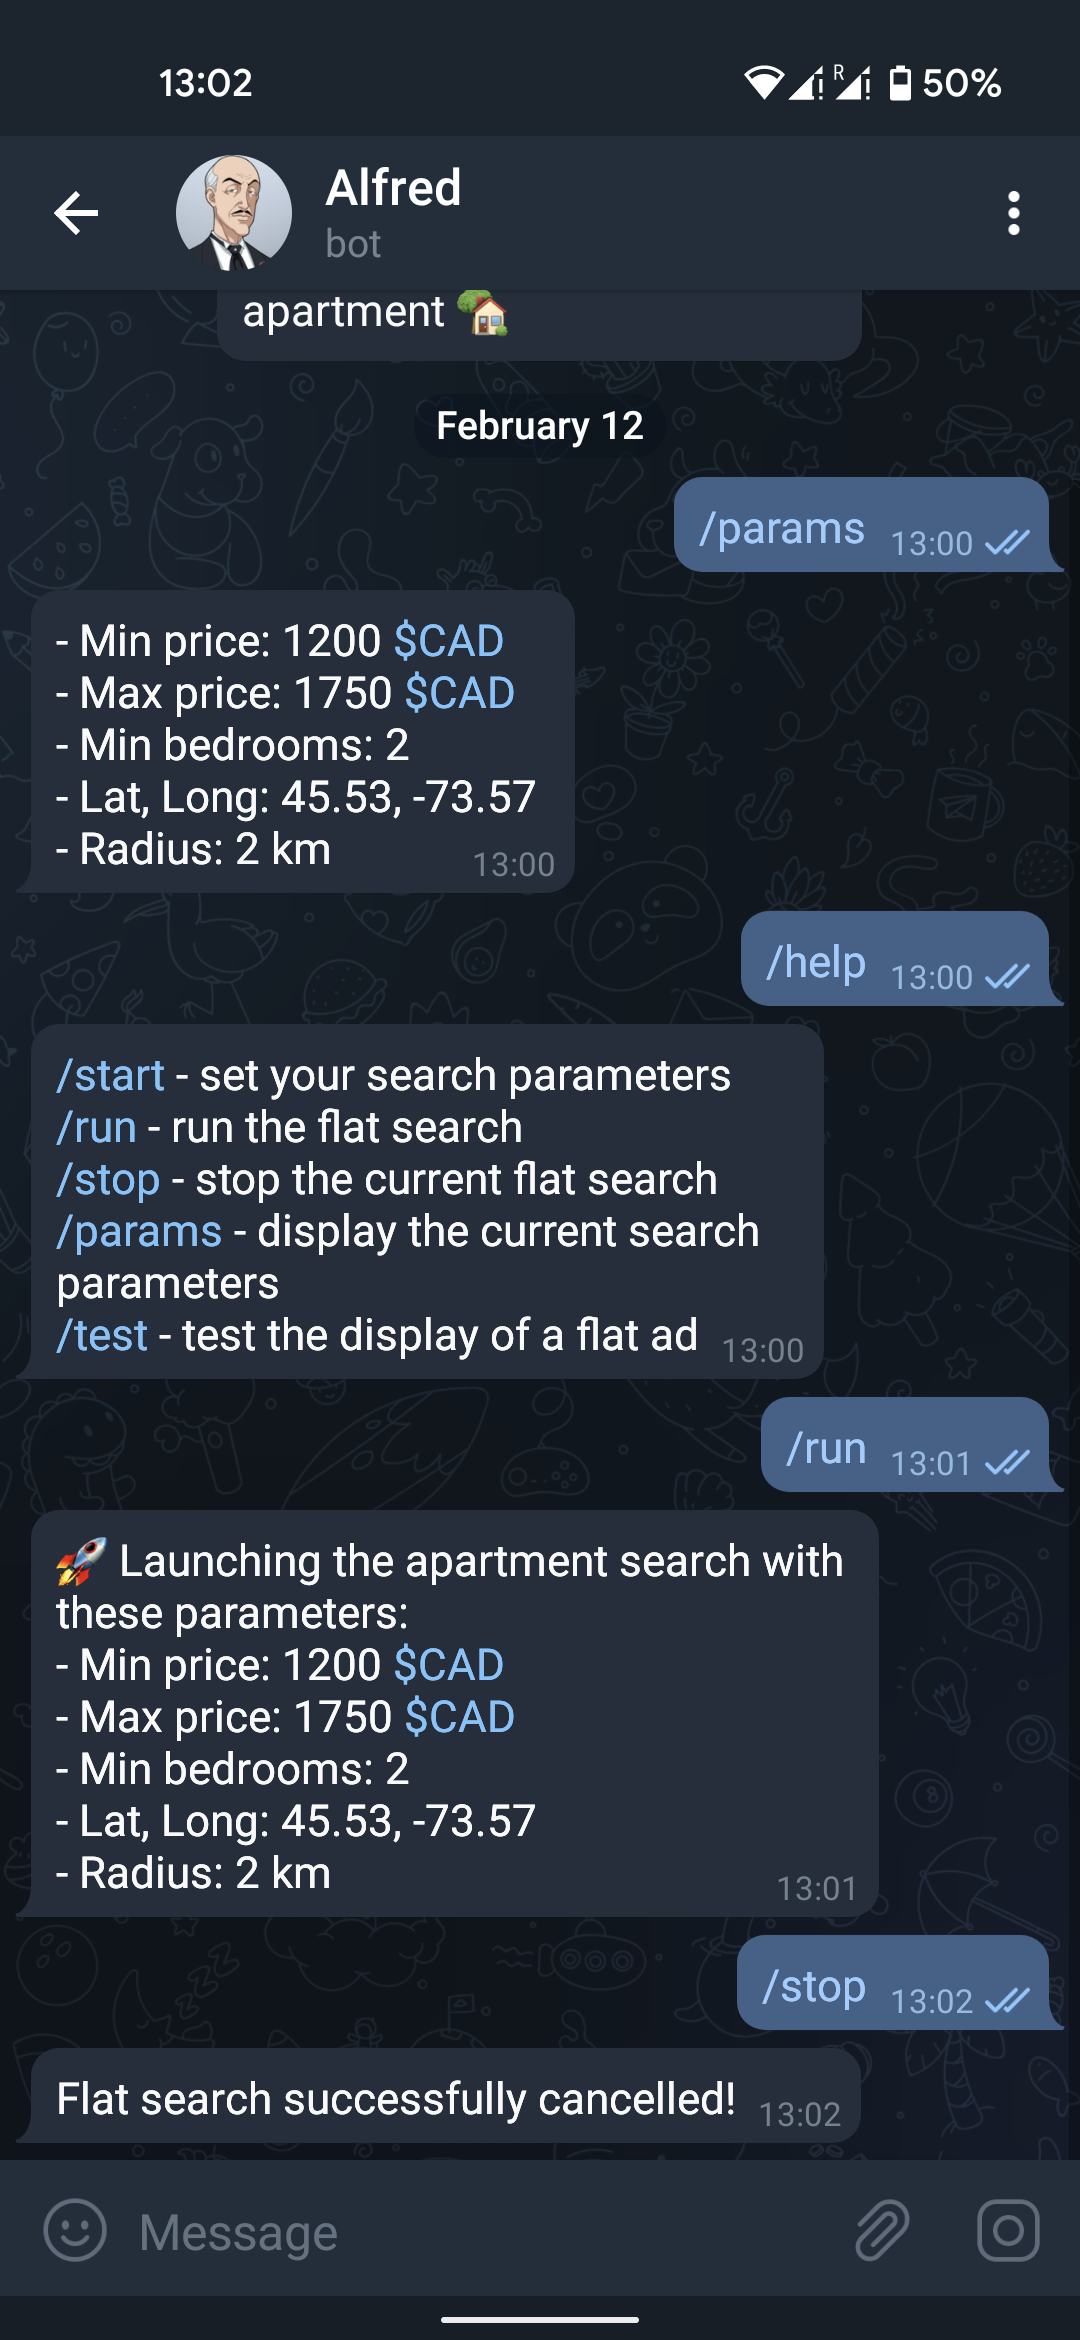 13:02
R
50%
Alfred
bot
apartment
February 12
/params 13:00
- Min price: 1200 $CAD
- Max price: 1750 $CAD
- Min bedrooms: 2
- Lat, Long: 45.53, -73.57
- Radius: 2 km
13:00
/help 13:00
/start - set your search parameters
/run - run the flat search
/stop - stop the current flat search
/params - display the current search
parameters
/test - test the display of a flat ad 13:00
/run 13:01
🚀 Launching the apartment search with
these parameters:
- Min price: 1200 $CAD
- Max price: 1750 $CAD
- Min bedrooms: 2
- Lat, Long: 45.53, -73.57
- Radius: 2 km
13:01
/stop 13:02
Flat search successfully cancelled! 13:02
Message